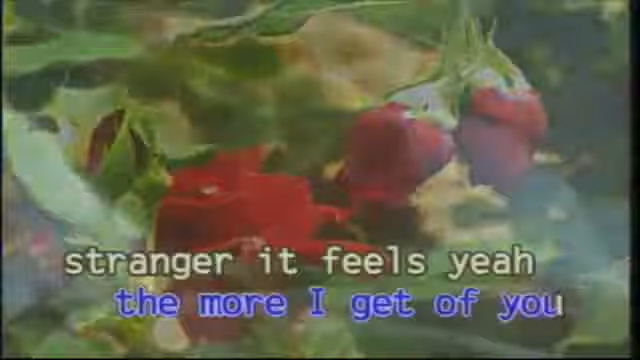 stranger it feels yeah
the more I get of you